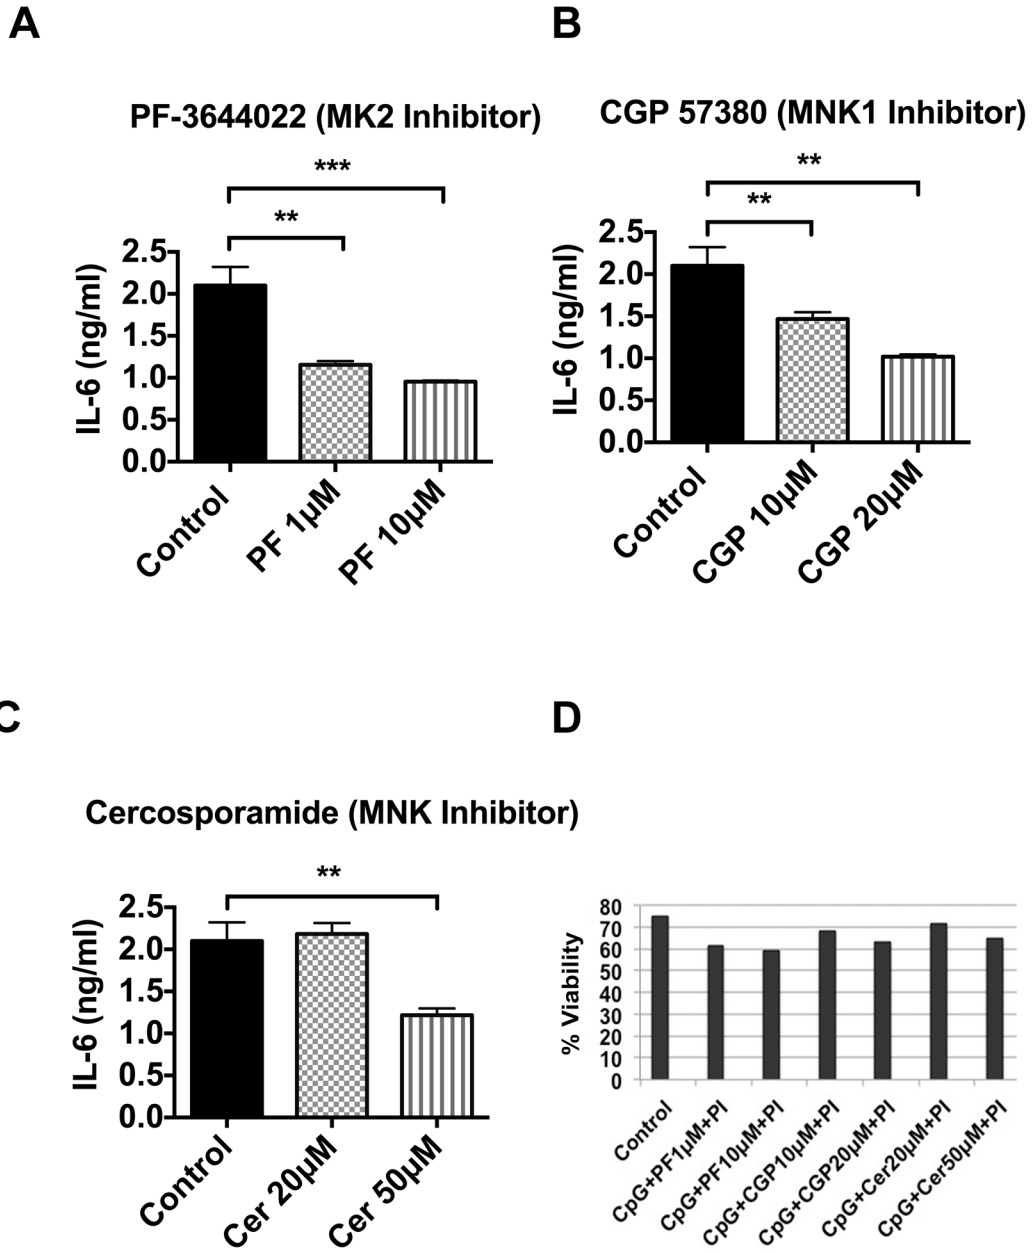 A
PF-3644022 (MK2 Inhibitor)
***
**
IL-6 (ng/ml)
2.5
2.0
1.5
1.0
0.5
0.0
Control
PF 1μM
PF 10μM
B
CGP 57380 (MNK1 Inhibitor)
**
**
IL-6 (ng/ml)
2.5
2.0
1.5
1.0
0.5
0.0
Control
CGP 10μM
CGP 20μM
C
Cercosporamide (MNK Inhibitor)
**
IL-6 (ng/ml)
2.5
2.0
1.5
1.0
0.5
0.0
Control
Cer 20μM
Cer 50μM
D
% Viability
80
70
60
50
40
30
20
10
0
Control
CpG+PF1μM+PI
CpG+PF10μM+PI
CpG+CGP10μM+PI
CpG+CGP20μM+PI
CpG+Cer20μM+PI
CpG+Cer50μM+PI